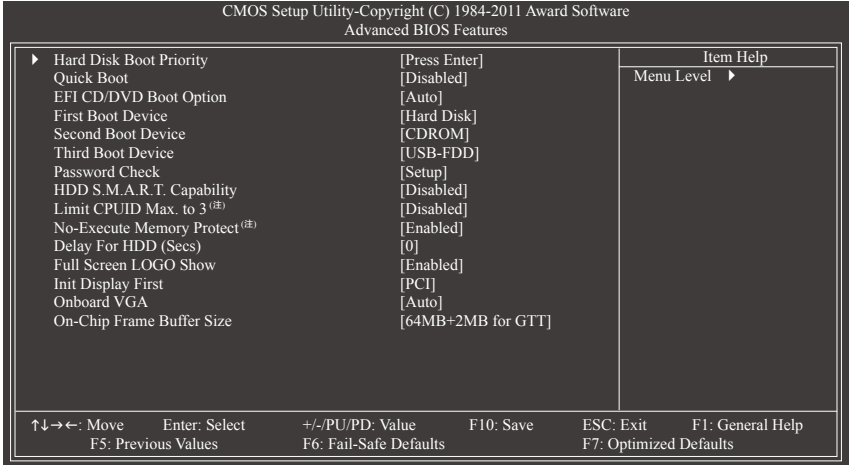 CMOS Setup Utility-Copyright (C) 1984-2011 Award Software
Advanced BIOS Features
▶ Hard Disk Boot Priority [Press Enter] Item Help
Quick Boot [Disabled] Menu Level ▶
EFI CD/DVD Boot Option [Auto]
First Boot Device [Hard Disk]
Second Boot Device [CDROM]
Third Boot Device [USB-FDD]
Password Check [Setup]
HDD S.M.A.R.T. Capability [Disabled]
Limit CPUID Max. to 3(注) [Disabled]
No-Execute Memory Protect(注) [Enabled]
Delay For HDD (Secs) [0]
Full Screen LOGO Show [Enabled]
Init Display First [PCI]
Onboard VGA [Auto]
On-Chip Frame Buffer Size [64MB+2MB for GTT]
↑↓→←: Move Enter: Select +/-/PU/PD: Value F10: Save ESC: Exit F1: General Help
F5: Previous Values F6: Fail-Safe Defaults F7: Optimized Defaults